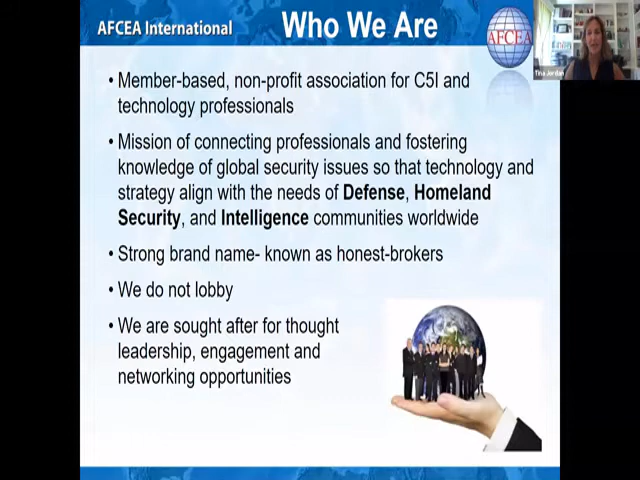 AFCEA International
Who We Are
AFCEA
Tina Jordan
• Member-based, non-profit association for C5I and
technology professionals
• Mission of connecting professionals and fostering
knowledge of global security issues so that technology and
strategy align with the needs of Defense, Homeland
Security, and Intelligence communities worldwide
• Strong brand name- known as honest-brokers
• We do not lobby
• We are sought after for thought
leadership, engagement and
networking opportunities